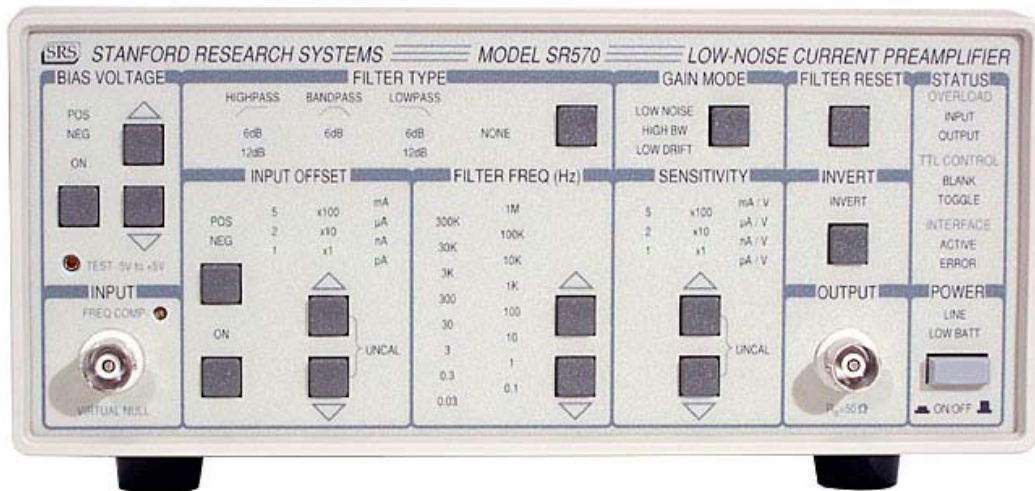 SRS STANFORD RESEARCH SYSTEMS MODEL SR570 LOW-NOISE CURRENT PREAMPLIFIER
BIAS VOLTAGE
POS
NEG
ON
TEST -5V to +5V
FILTER TYPE
HIGHPASS BANDPASS LOWPASS
6dB 6dB 6dB NONE
12dB 12dB
GAIN MODE
LOW NOISE
HIGH BW
LOW DRIFT
FILTER RESET
STATUS
OVERLOAD
INPUT
OUTPUT
TTL CONTROL
BLANK
TOGGLE
INTERFACE
ACTIVE
ERROR
INPUT OFFSET
POS
NEG
ON
5 x100 mA
2 x10 µA
1 x1 nA
pA
UNCAL
FILTER FREQ (Hz)
1M
300K
100K
30K
10K
3K
1K
300
100
30
10
3
1
0.3
0.1
0.03
SENSITIVITY
5 x100 mA / V
2 x10 µA / V
1 x1 nA / V
pA / V
UNCAL
INVERT
INVERT
INPUT
FREQ COMP
VIRTUAL NULL
OUTPUT
R₀=50 Ω
POWER
LINE
LOW BATT
ON/OFF